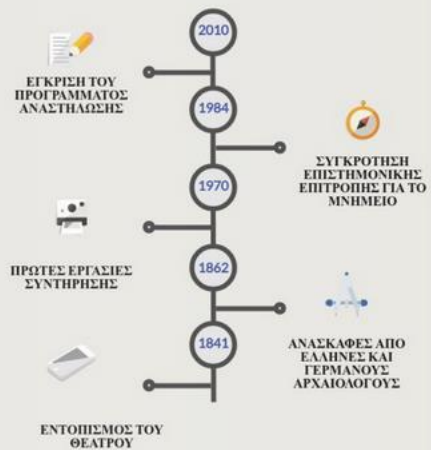 2010
ΕΓΚΡΙΣΗ ΤΟΥ
ΠΡΟΓΡΑΜΜΑΤΟΣ
ΑΝΑΣΤΗΛΩΣΗΣ
1984
ΣΥΓΚΡΟΤΗΣΗ
ΕΠΙΣΤΗΜΟΝΙΚΗΣ
ΕΠΙΤΡΟΠΗΣ ΓΙΑ ΤΟ
ΜΝΗΜΕΙΟ
1970
ΠΡΩΤΕΣ ΕΡΓΑΣΙΕΣ
ΣΥΝΤΗΡΗΣΗΣ
1862
ΑΝΑΣΚΑΦΕΣ ΑΠΟ
ΕΛΛΗΝΕΣ ΚΑΙ
ΓΕΡΜΑΝΟΥΣ
ΑΡΧΑΙΟΛΟΓΟΥΣ
1841
ΕΝΤΟΠΙΣΜΟΣ ΤΟΥ
ΘΕΑΤΡΟΥ